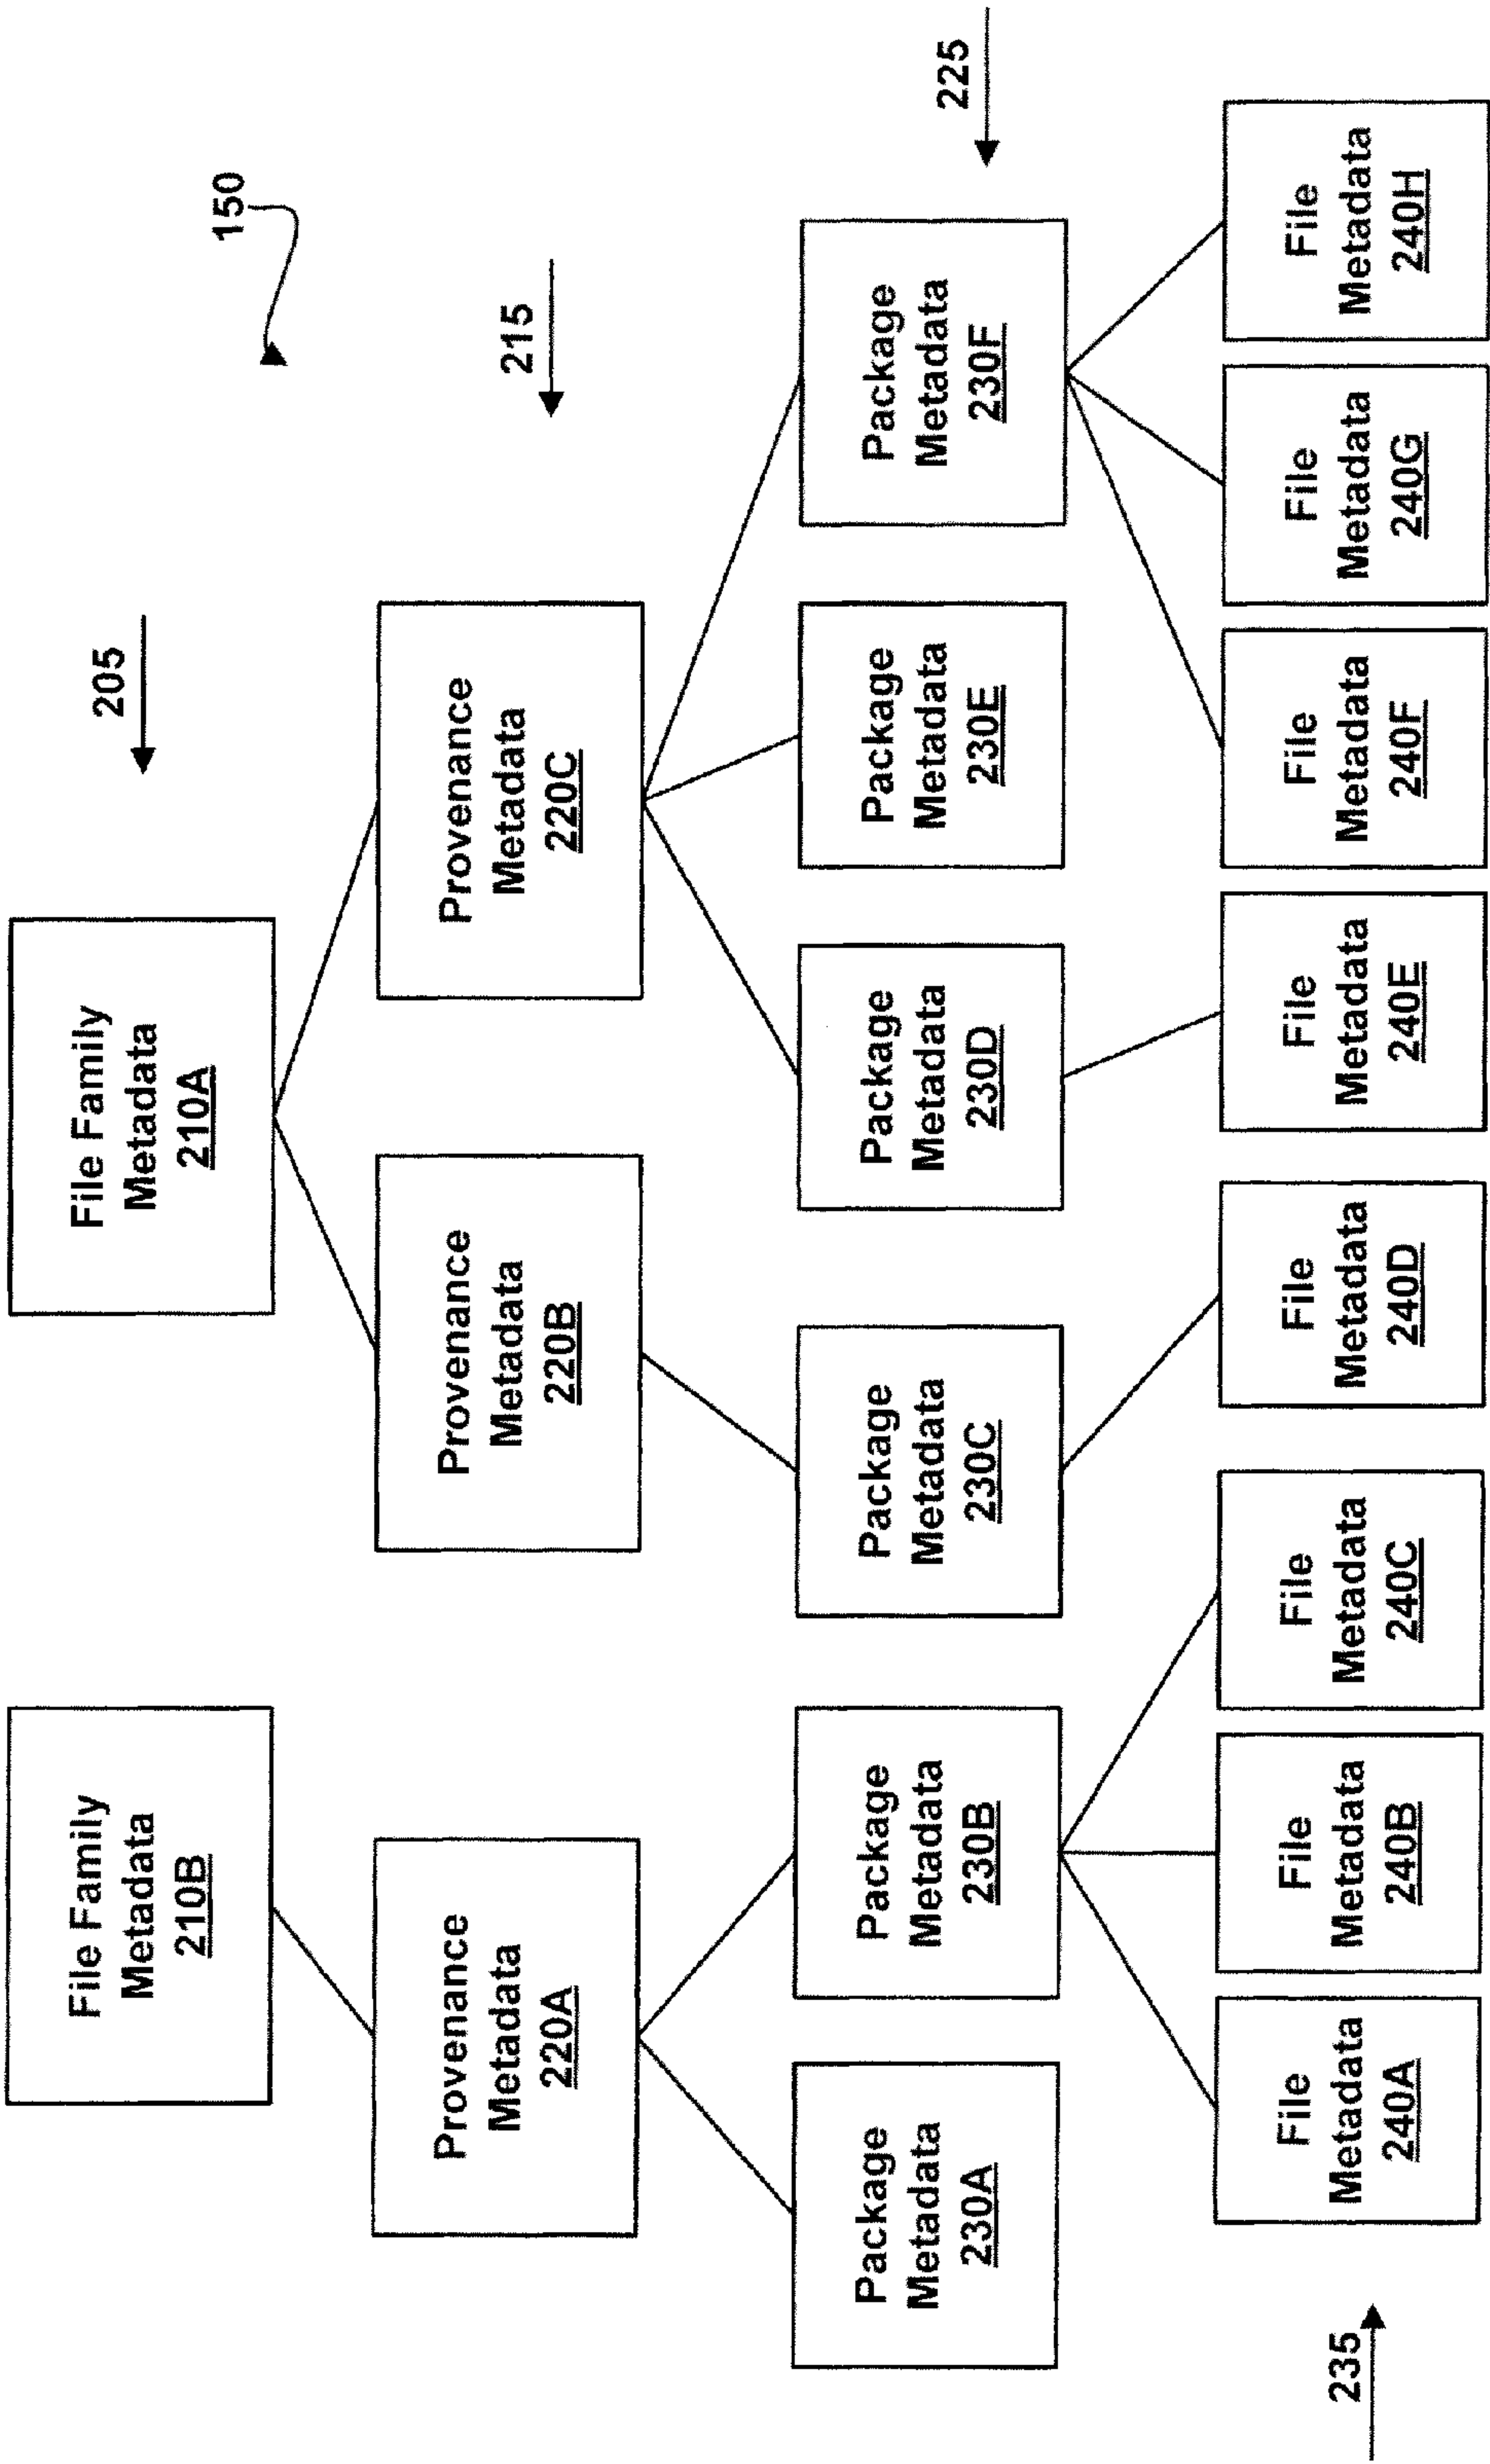 150
205
File Family
Metadata
210B
File Family
Metadata
210A
215
Provenance
Metadata
220A
Provenance
Metadata
220B
Provenance
Metadata
220C
225
Package
Metadata
230A
Package
Metadata
230B
Package
Metadata
230C
Package
Metadata
230D
Package
Metadata
230E
Package
Metadata
230F
235
File
Metadata
240A
File
Metadata
240B
File
Metadata
240C
File
Metadata
240D
File
Metadata
240E
File
Metadata
240F
File
Metadata
240G
File
Metadata
240H